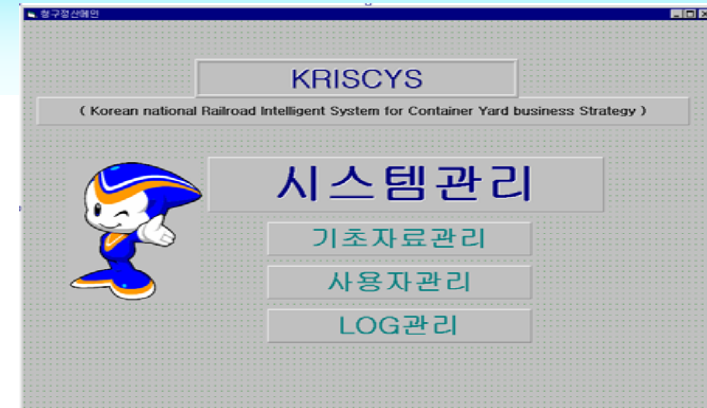 청구정산메인
KRISCYS
( Korean national Railroad Intelligent System for Container Yard business Strategy )
시스템관리
기초자료관리
사용자관리
LOG관리